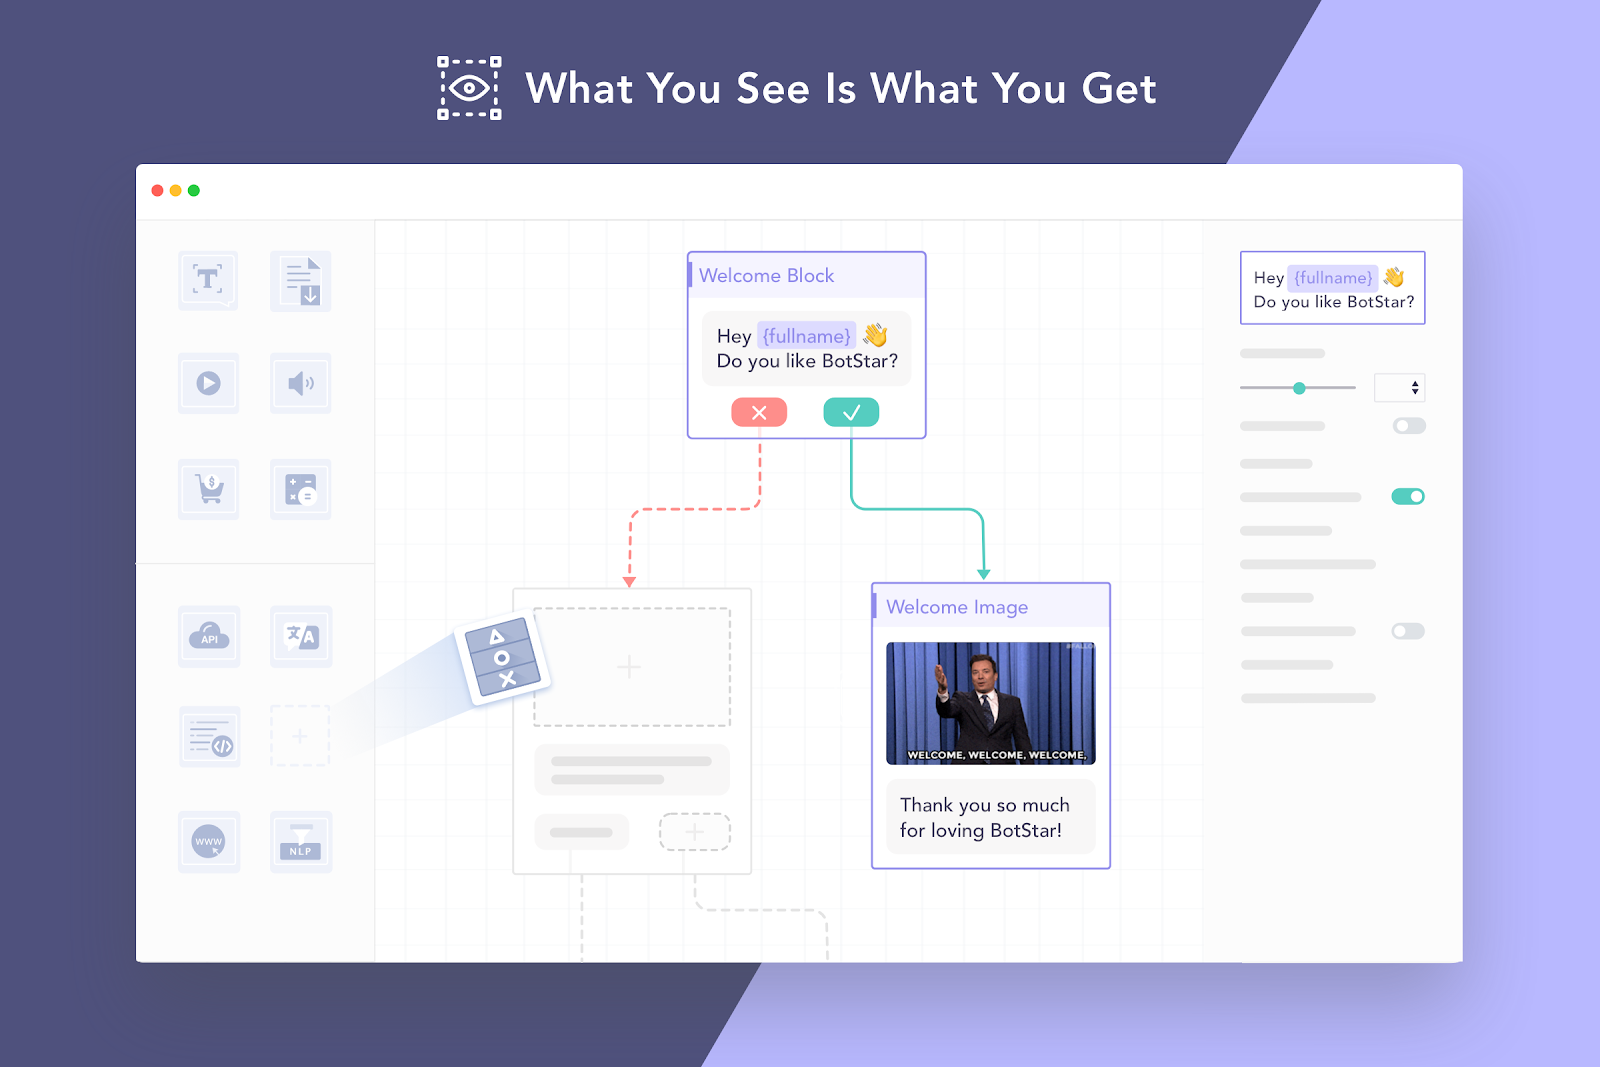 What You See Is What You Get
Welcome Block
Hey {fullname} 👋
Do you like BotStar?
Hey {fullname} 👋
Do you like BotStar?
API
WWW
NLP
Welcome Image
WELCOME, WELCOME, WELCOME,
Thank you so much
for loving BotStar!